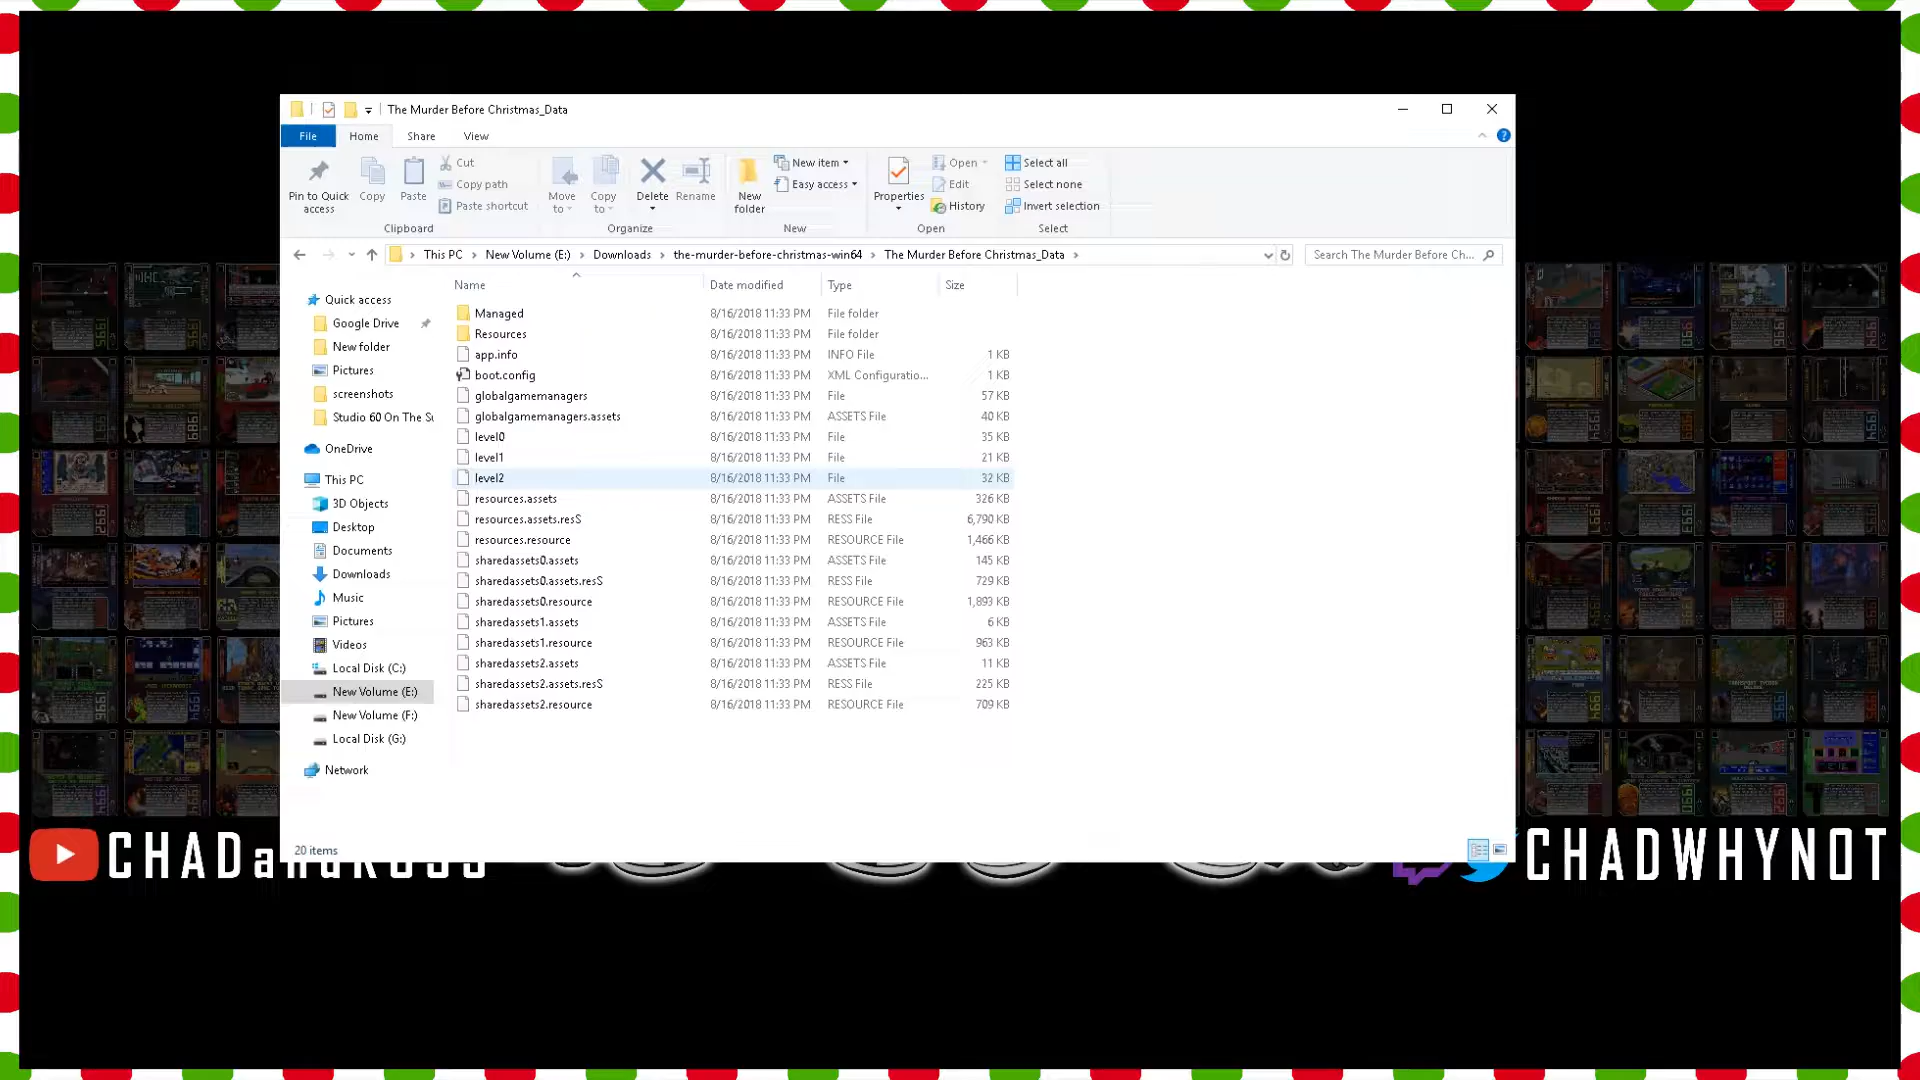 The Murder Before Christmas_Data
File Home Share View
Pin to Quick access
Copy
Paste
Cut
Copy path
Paste shortcut
Clipboard
Move to
Copy to
Delete
Rename
Organize
New folder
New item
Easy access
New
Properties
Open
Edit
History
Open
Select all
Select none
Invert selection
Select
This PC > New Volume (E:) > Downloads > the-murder-before-christmas-win64 > The Murder Before Christmas_Data >
Search The Murder Before Ch...
Quick access
Google Drive
New folder
Pictures
screenshots
Studio 60 On The Su
OneDrive
This PC
3D Objects
Desktop
Documents
Downloads
Music
Pictures
Videos
Local Disk (C:)
New Volume (E:)
New Volume (F:)
Local Disk (G:)
Network
Name Date modified Type Size
Managed 8/16/2018 11:33 PM File folder
Resources 8/16/2018 11:33 PM File folder
app.info 8/16/2018 11:33 PM INFO File 1 KB
boot.config 8/16/2018 11:33 PM XML Configuratio... 1 KB
globalgamemanagers 8/16/2018 11:33 PM File 57 KB
globalgamemanagers.assets 8/16/2018 11:33 PM ASSETS File 40 KB
level0 8/16/2018 11:33 PM File 35 KB
level1 8/16/2018 11:33 PM File 21 KB
level2 8/16/2018 11:33 PM File 32 KB
resources.assets 8/16/2018 11:33 PM ASSETS File 326 KB
resources.assets.resS 8/16/2018 11:33 PM RESS File 6,790 KB
resources.resource 8/16/2018 11:33 PM RESOURCE File 1,466 KB
sharedassets0.assets 8/16/2018 11:33 PM ASSETS File 145 KB
sharedassets0.assets.resS 8/16/2018 11:33 PM RESS File 729 KB
sharedassets0.resource 8/16/2018 11:33 PM RESOURCE File 1,893 KB
sharedassets1.assets 8/16/2018 11:33 PM ASSETS File 6 KB
sharedassets1.resource 8/16/2018 11:33 PM RESOURCE File 963 KB
sharedassets2.assets 8/16/2018 11:33 PM ASSETS File 11 KB
sharedassets2.assets.resS 8/16/2018 11:33 PM RESS File 225 KB
sharedassets2.resource 8/16/2018 11:33 PM RESOURCE File 709 KB
20 items
CHADWHYNOT